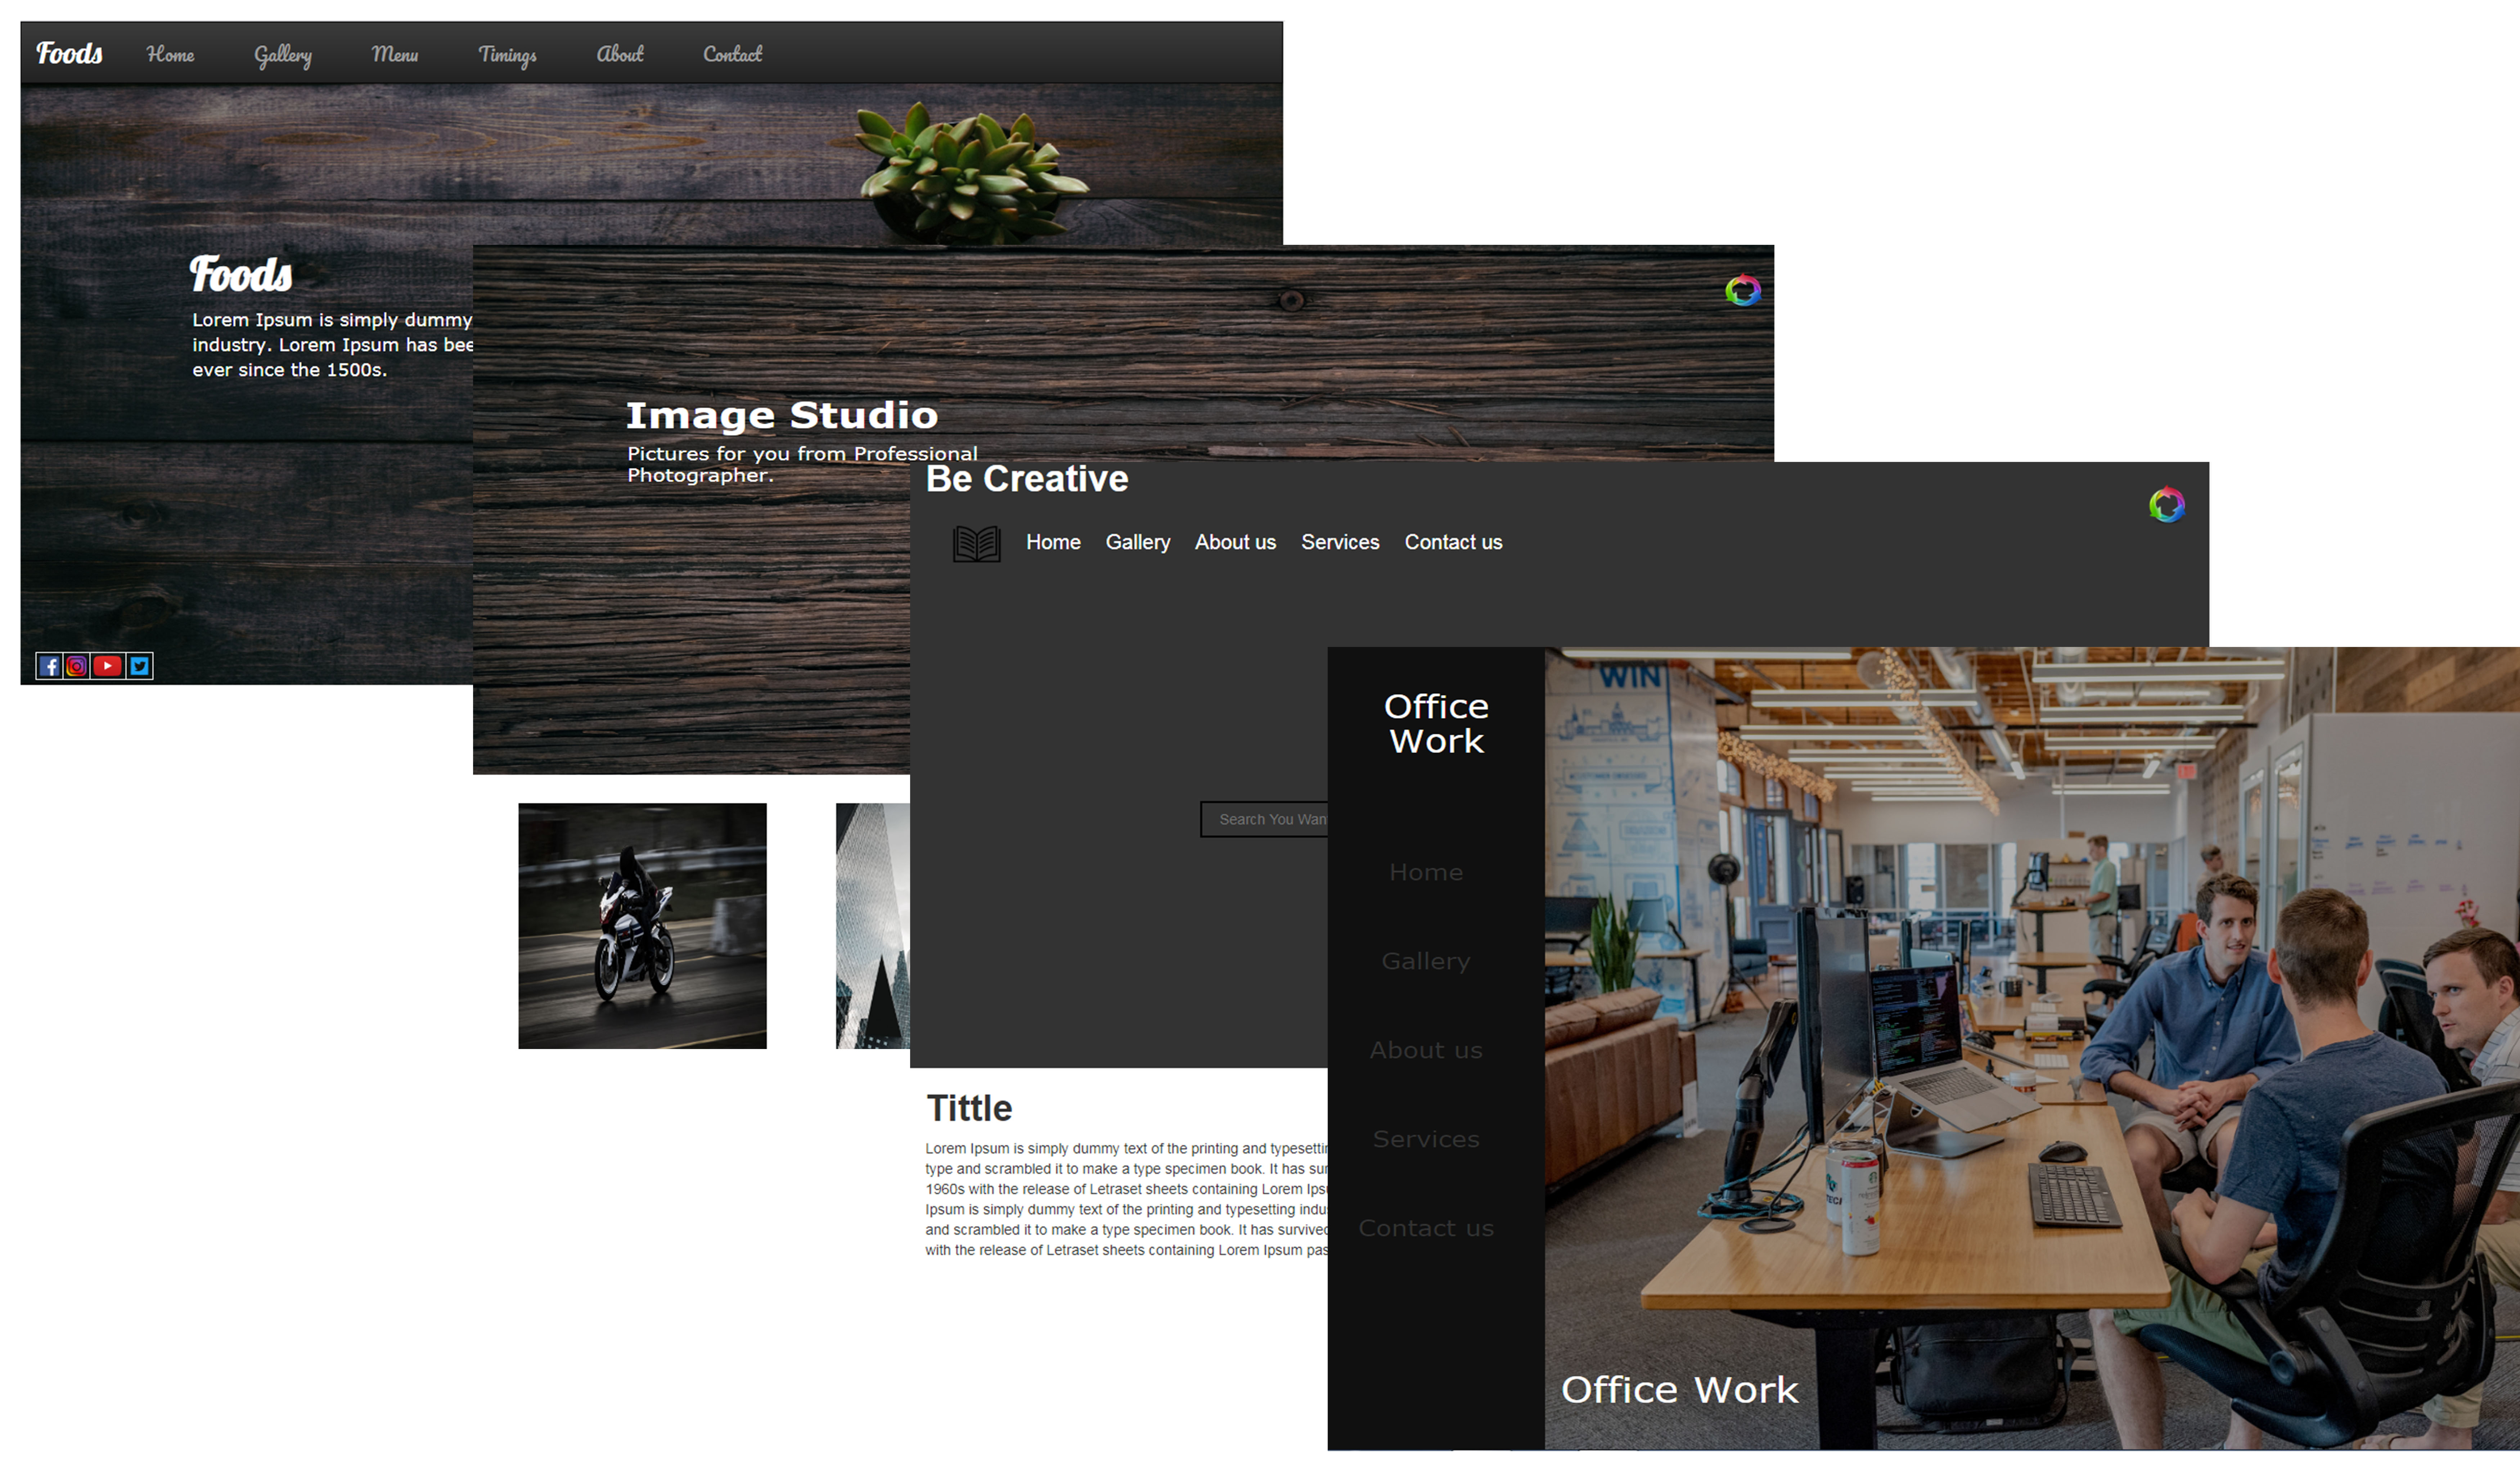 Foods Home Gallery Menu Timings About Contact
Foods
Lorem Ipsum is simply dummy
industry. Lorem Ipsum has bee
ever since the 1500s.
Image Studio
Pictures for you from Professional
Photographer.
Be Creative
Home Gallery About us Services Contact us
Search You Wan
Tittle
Lorem Ipsum is simply dummy text of the printing and typesettin
type and scrambled it to make a type specimen book. It has sur
1960s with the release of Letraset sheets containing Lorem Ipsu
Ipsum is simply dummy text of the printing and typesetting indu
and scrambled it to make a type specimen book. It has survived
with the release of Letraset sheets containing Lorem Ipsum pas
Office
Work
Home
Gallery
About us
Services
Contact us
WIN
Office Work